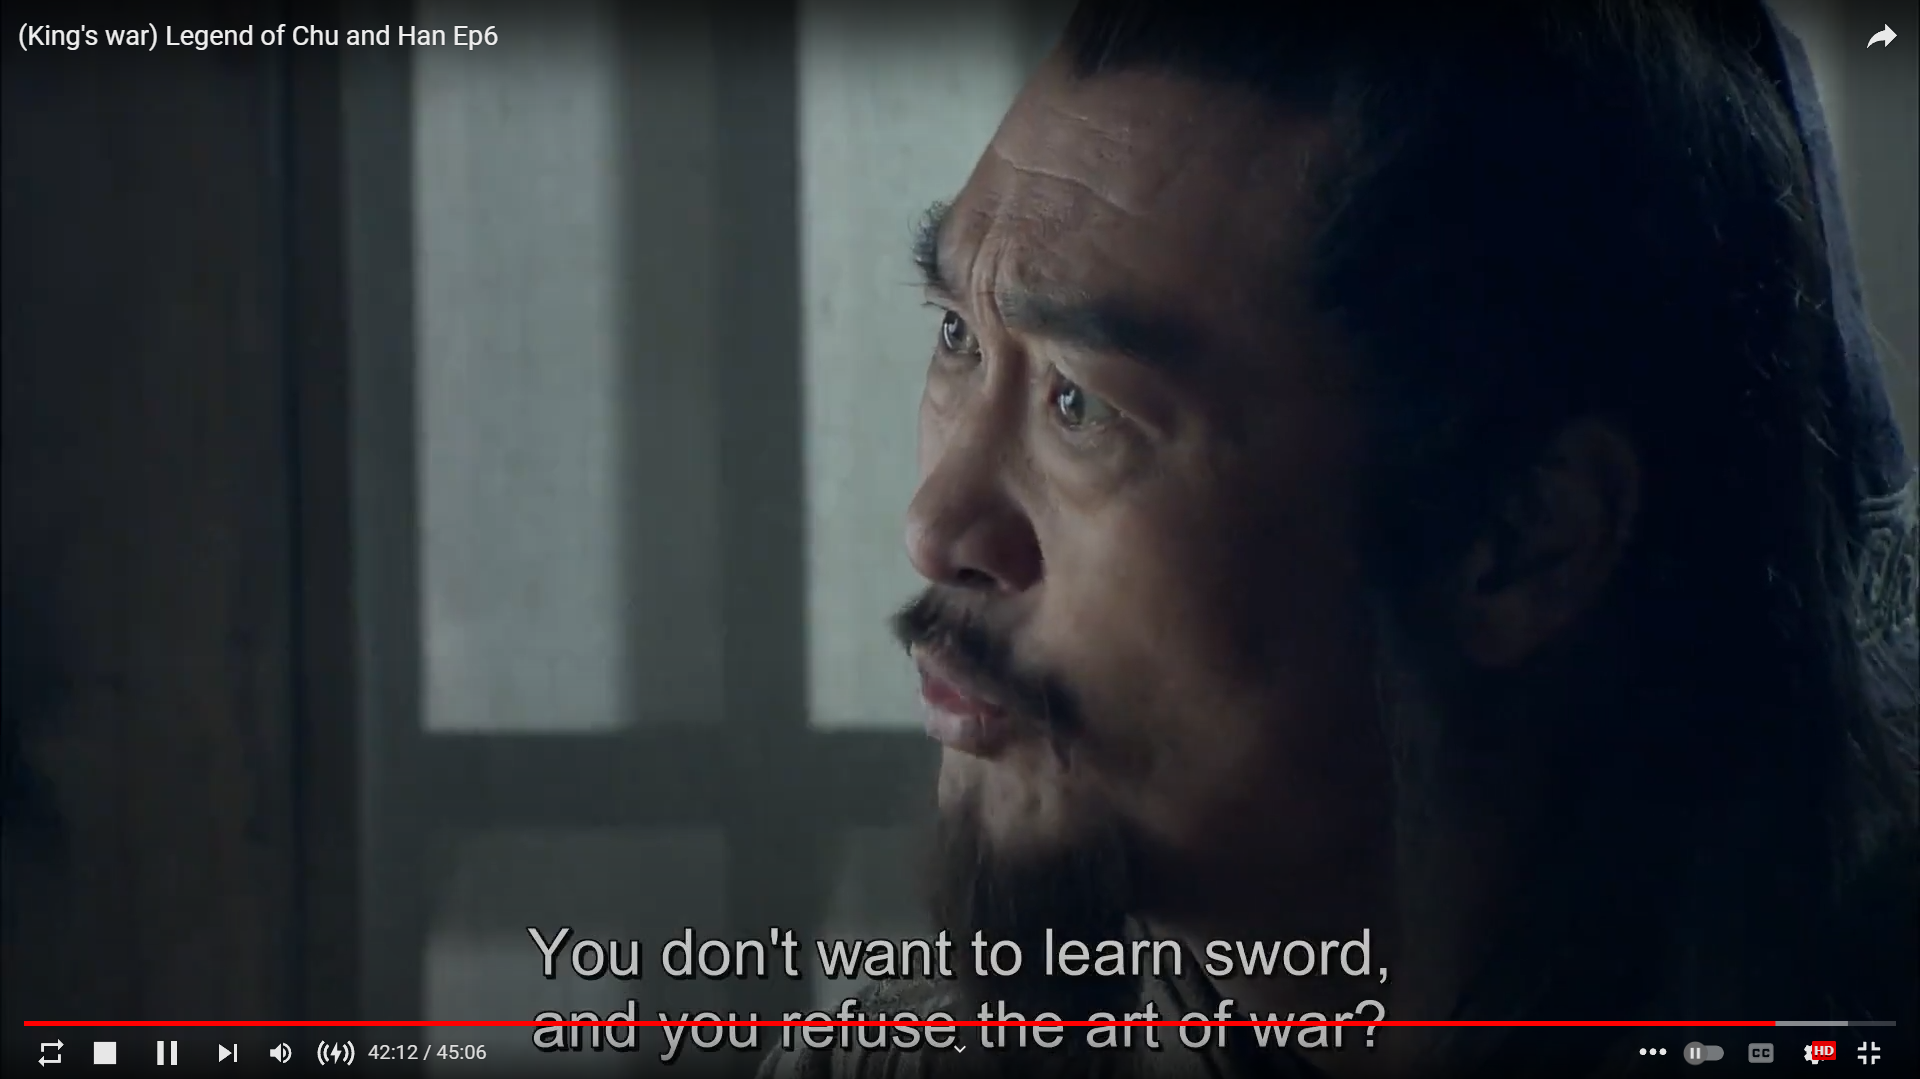 (King's war) Legend of Chu and Han Ep6
You don't want to learn sword,
and you refuse the art of war?
42:12 / 45:06
CC
HD